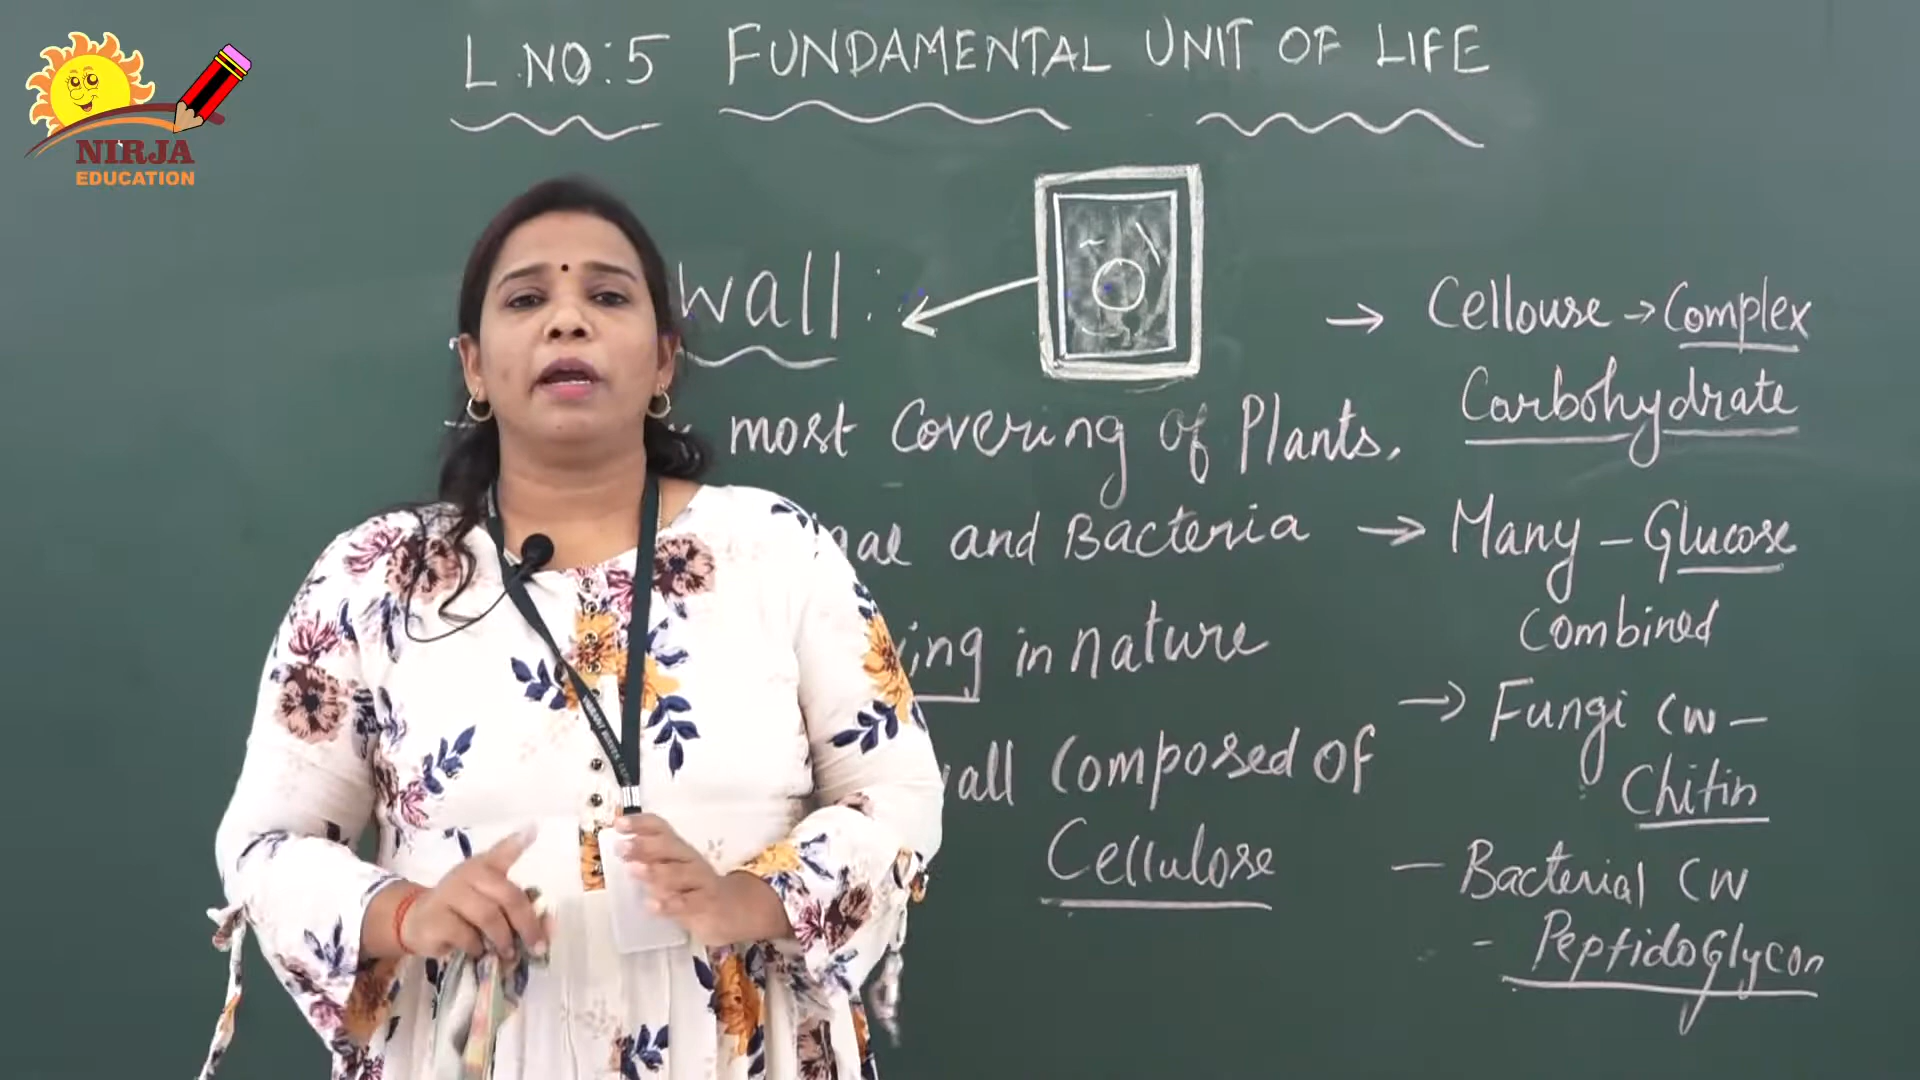 NIRJA
EDUCATION
L.NO:5 FUNDAMENTAL UNIT OF LIFE
wall:
most covering of Plants.
and Bacteria
in nature
composed of
Cellulose
→ Cellouse → Complex
Carbohydrate
→ Many - Glucose
combined
→ Fungi CW -
Chitin
- Bacterial CW
- Peptidoglycon